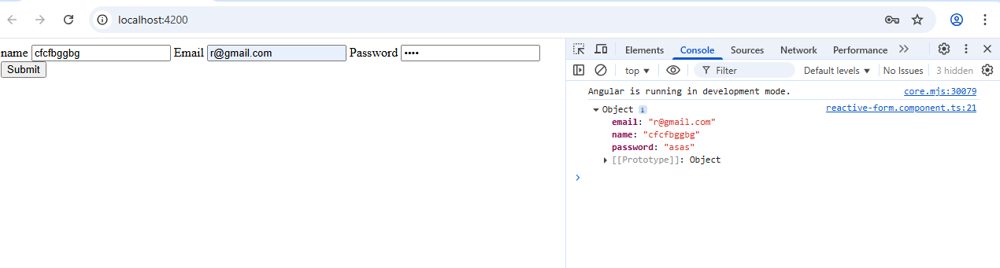 localhost:4200
name cfcfbggbg Email r@gmail.com Password ••••
Submit
Elements Console Sources Network Performance
top ▼ Filter Default levels ▼ No Issues 3 hidden
Angular is running in development mode. core.mjs:30079
▼ Object i reactive-form.component.ts:21
email: "r@gmail.com"
name: "cfcfbggbg"
password: "asas"
▶ [[Prototype]]: Object